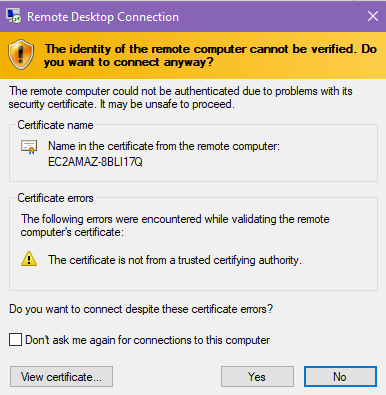 Remote Desktop Connection
The identity of the remote computer cannot be verified. Do
you want to connect anyway?
The remote computer could not be authenticated due to problems with its
security certificate. It may be unsafe to proceed.
Certificate name
Name in the certificate from the remote computer:
EC2AMAZ-8BLI17Q
Certificate errors
The following errors were encountered while validating the remote
computer's certificate:
The certificate is not from a trusted certifying authority.
Do you want to connect despite these certificate errors?
Don't ask me again for connections to this computer
View certificate...
Yes
No